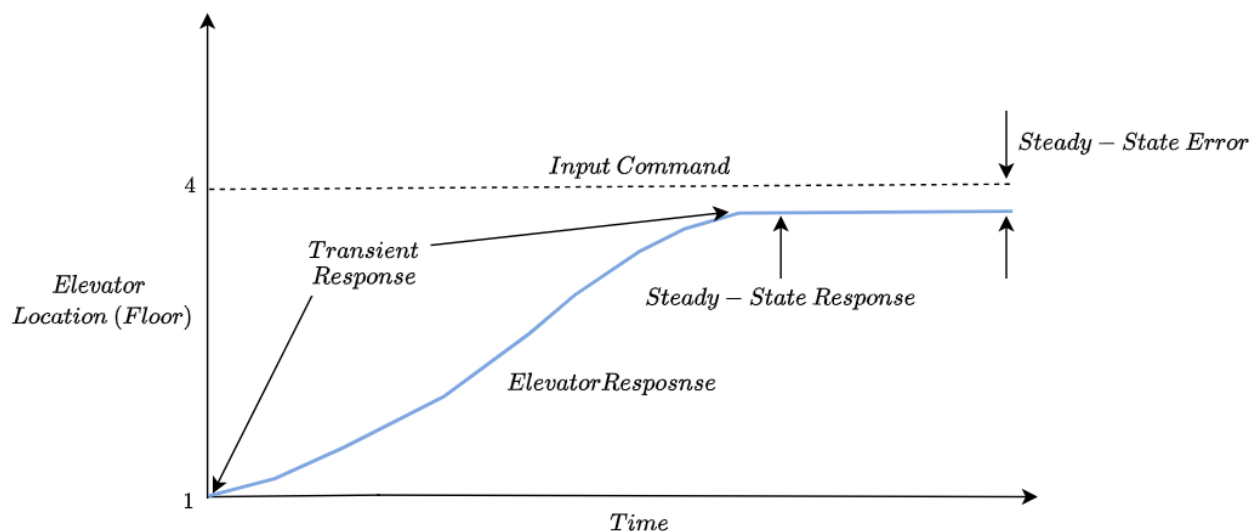 Input Command
Steady – State Error
4
Transient
Response
Elevator
Location (Floor)
Steady – State Response
ElevatorResposnse
1
Time